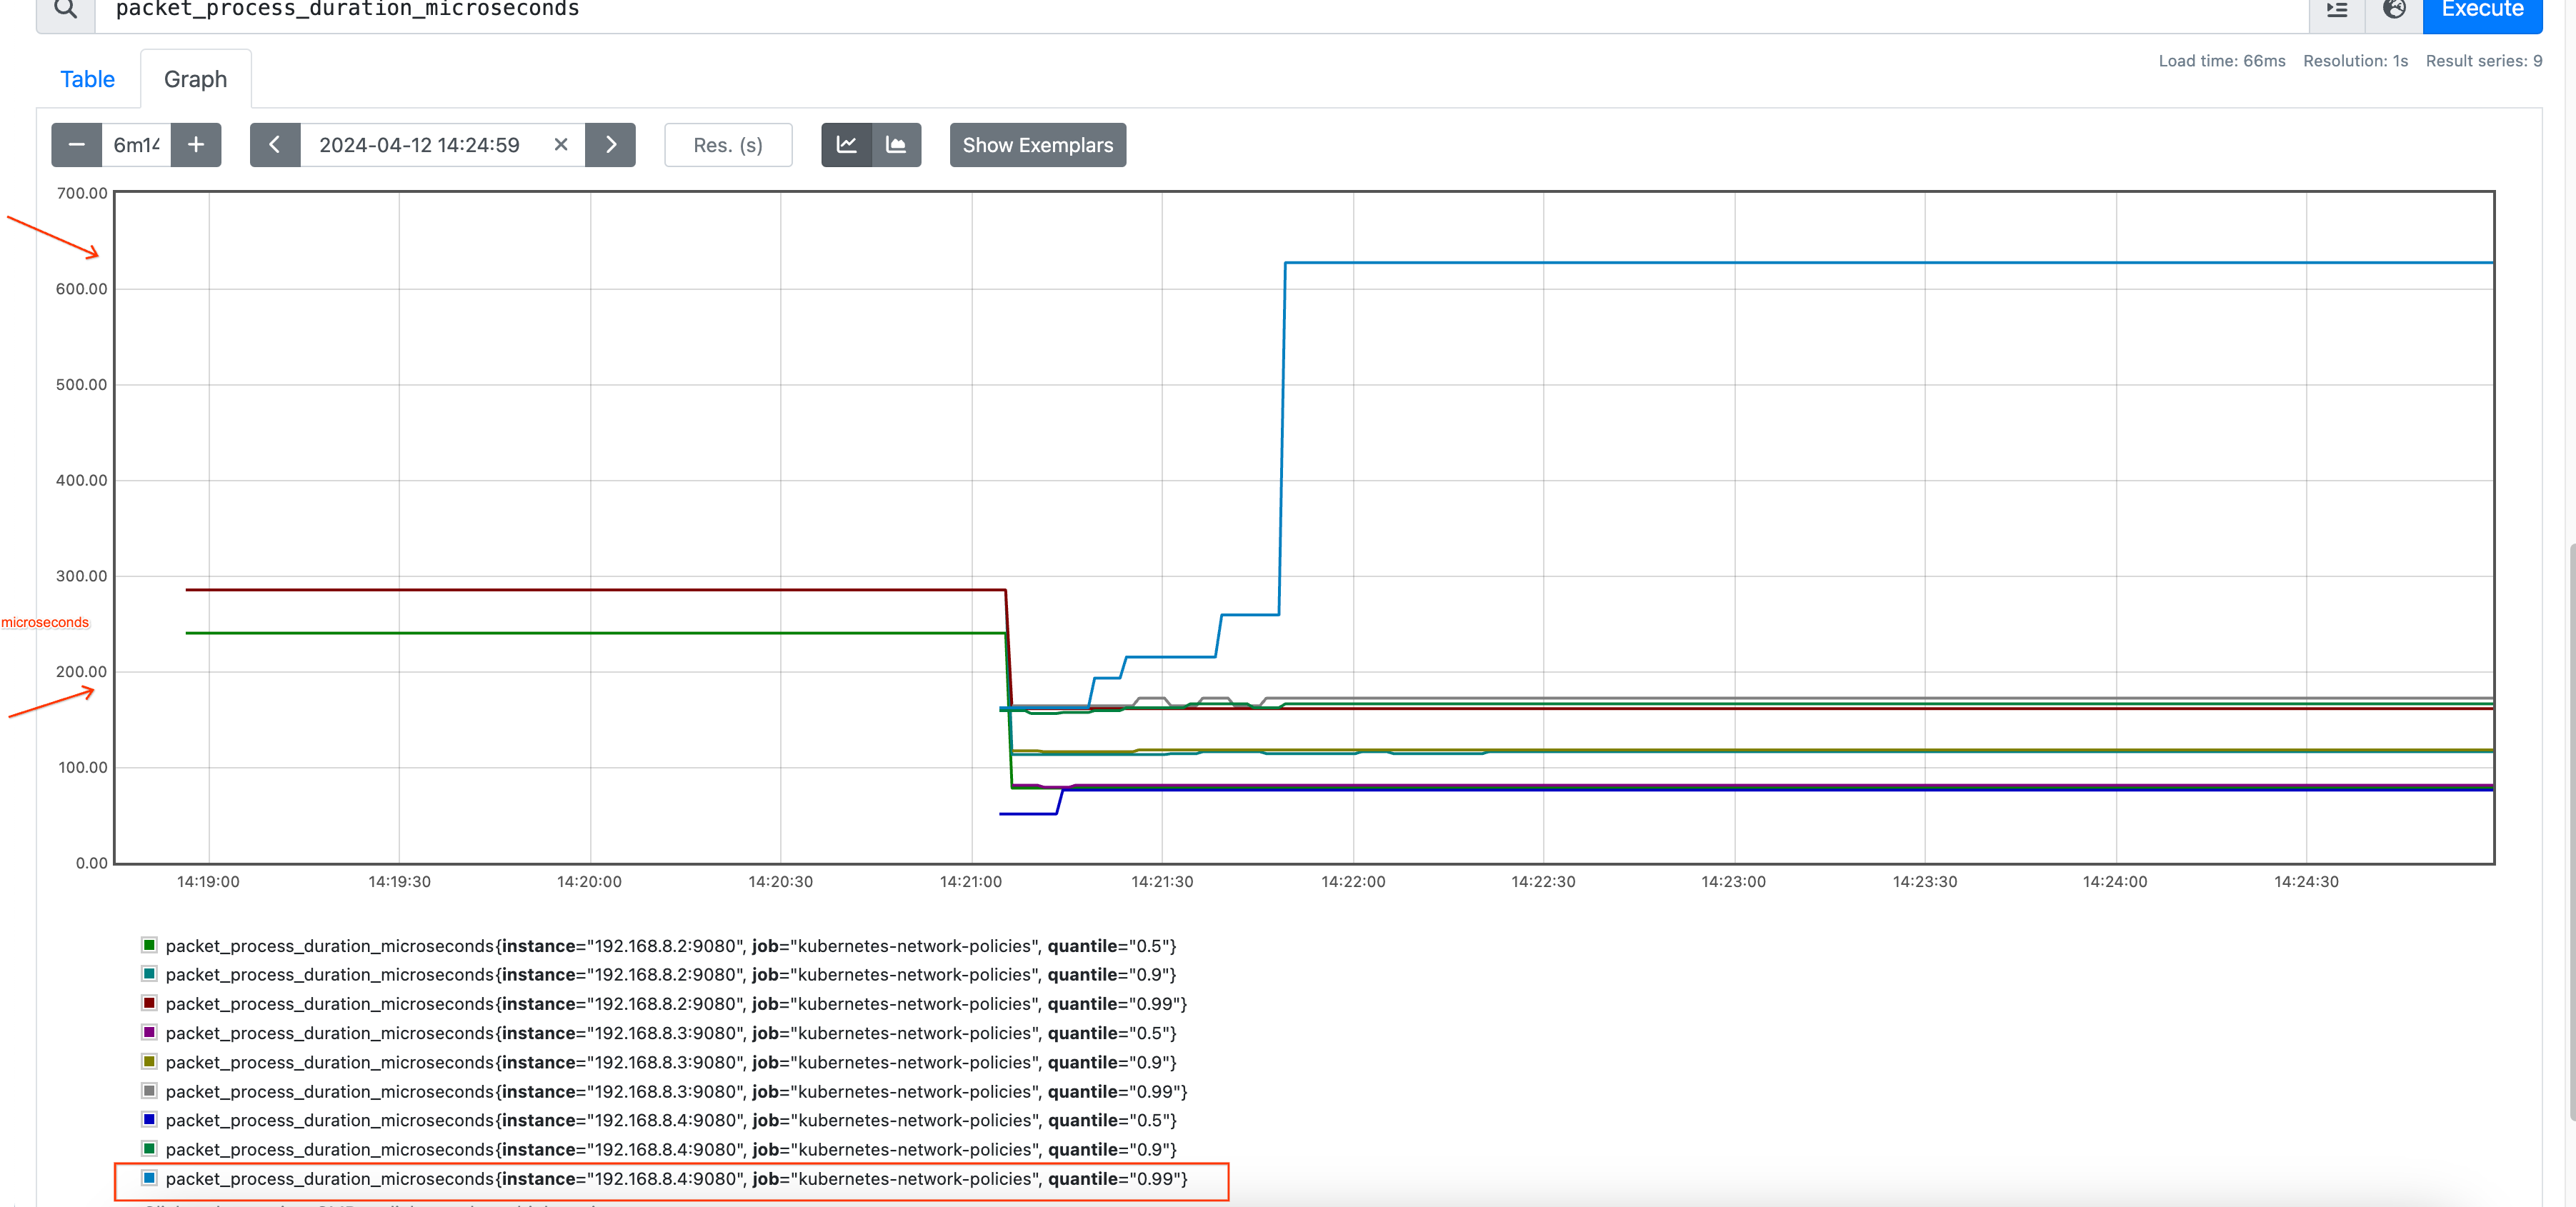 packet_process_duration_microseconds
Execute
Table
Graph
Load time: 66ms Resolution: 1s Result series: 9
6m14
2024-04-12 14:24:59
Res. (s)
Show Exemplars
700.00
600.00
500.00
400.00
300.00
microseconds
200.00
100.00
0.00
14:19:00 14:19:30 14:20:00 14:20:30 14:21:00 14:21:30 14:22:00 14:22:30 14:23:00 14:23:30 14:24:00 14:24:30
packet_process_duration_microseconds{instance="192.168.8.2:9080", job="kubernetes-network-policies", quantile="0.5"}
packet_process_duration_microseconds{instance="192.168.8.2:9080", job="kubernetes-network-policies", quantile="0.9"}
packet_process_duration_microseconds{instance="192.168.8.2:9080", job="kubernetes-network-policies", quantile="0.99"}
packet_process_duration_microseconds{instance="192.168.8.3:9080", job="kubernetes-network-policies", quantile="0.5"}
packet_process_duration_microseconds{instance="192.168.8.3:9080", job="kubernetes-network-policies", quantile="0.9"}
packet_process_duration_microseconds{instance="192.168.8.3:9080", job="kubernetes-network-policies", quantile="0.99"}
packet_process_duration_microseconds{instance="192.168.8.4:9080", job="kubernetes-network-policies", quantile="0.5"}
packet_process_duration_microseconds{instance="192.168.8.4:9080", job="kubernetes-network-policies", quantile="0.9"}
packet_process_duration_microseconds{instance="192.168.8.4:9080", job="kubernetes-network-policies", quantile="0.99"}